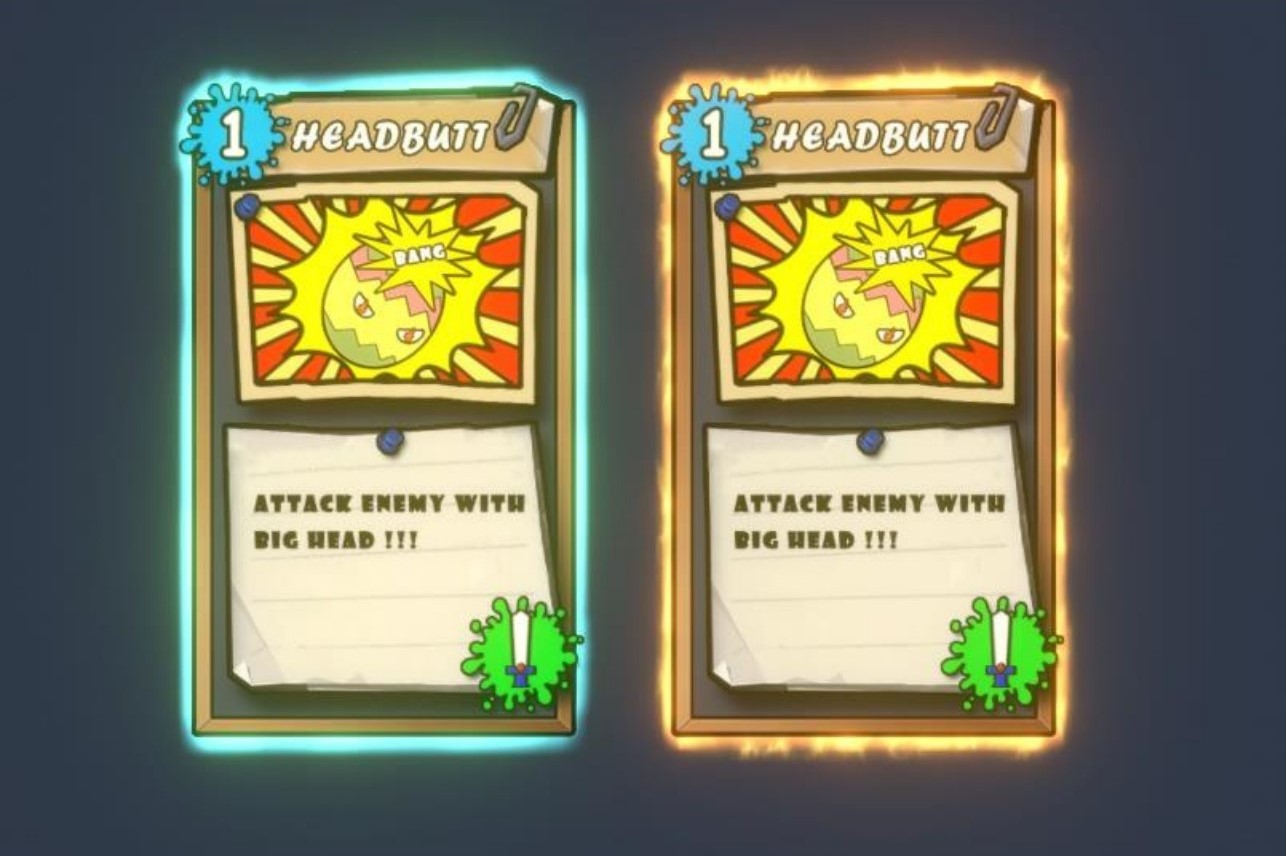 1 HEADBUTT
BANG
ATTACK ENEMY WITH
BIG HEAD !!!
1 HEADBUTT
BANG
ATTACK ENEMY WITH
BIG HEAD !!!